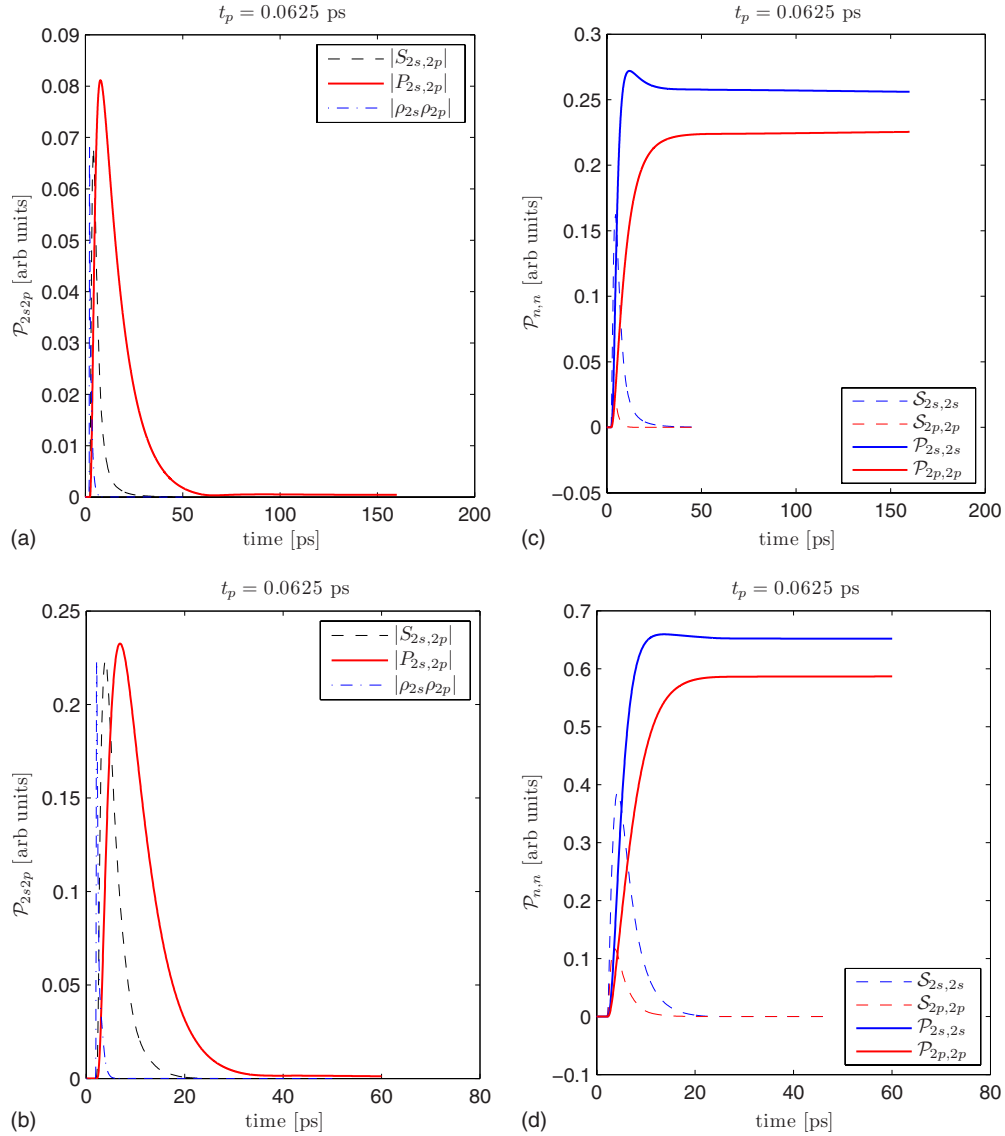 t_p = 0.0625 ps
0.09
0.08
0.07
0.06
0.05
0.04
0.03
0.02
0.01
0
𝒫_{2s2p} [arb units]
|S_{2s,2p}|
|P_{2s,2p}|
|ρ_{2s}ρ_{2p}|
0 50 100 150 200
time [ps]
(a)
t_p = 0.0625 ps
0.3
0.25
0.2
0.15
0.1
0.05
0
−0.05
𝒫_{n,n} [arb units]
𝒮_{2s,2s}
𝒮_{2p,2p}
𝒫_{2s,2s}
𝒫_{2p,2p}
0 50 100 150 200
time [ps]
(c)
t_p = 0.0625 ps
0.25
0.2
0.15
0.1
0.05
0
𝒫_{2s2p} [arb units]
|S_{2s,2p}|
|P_{2s,2p}|
|ρ_{2s}ρ_{2p}|
0 20 40 60 80
time [ps]
(b)
t_p = 0.0625 ps
0.7
0.6
0.5
0.4
0.3
0.2
0.1
0
−0.1
𝒫_{n,n} [arb units]
𝒮_{2s,2s}
𝒮_{2p,2p}
𝒫_{2s,2s}
𝒫_{2p,2p}
0 20 40 60 80
time [ps]
(d)